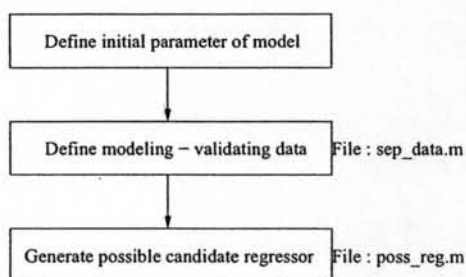 Define initial parameter of model
Define modeling − validating data File : sep_data.m
Generate possible candidate regressor File : poss_reg.m